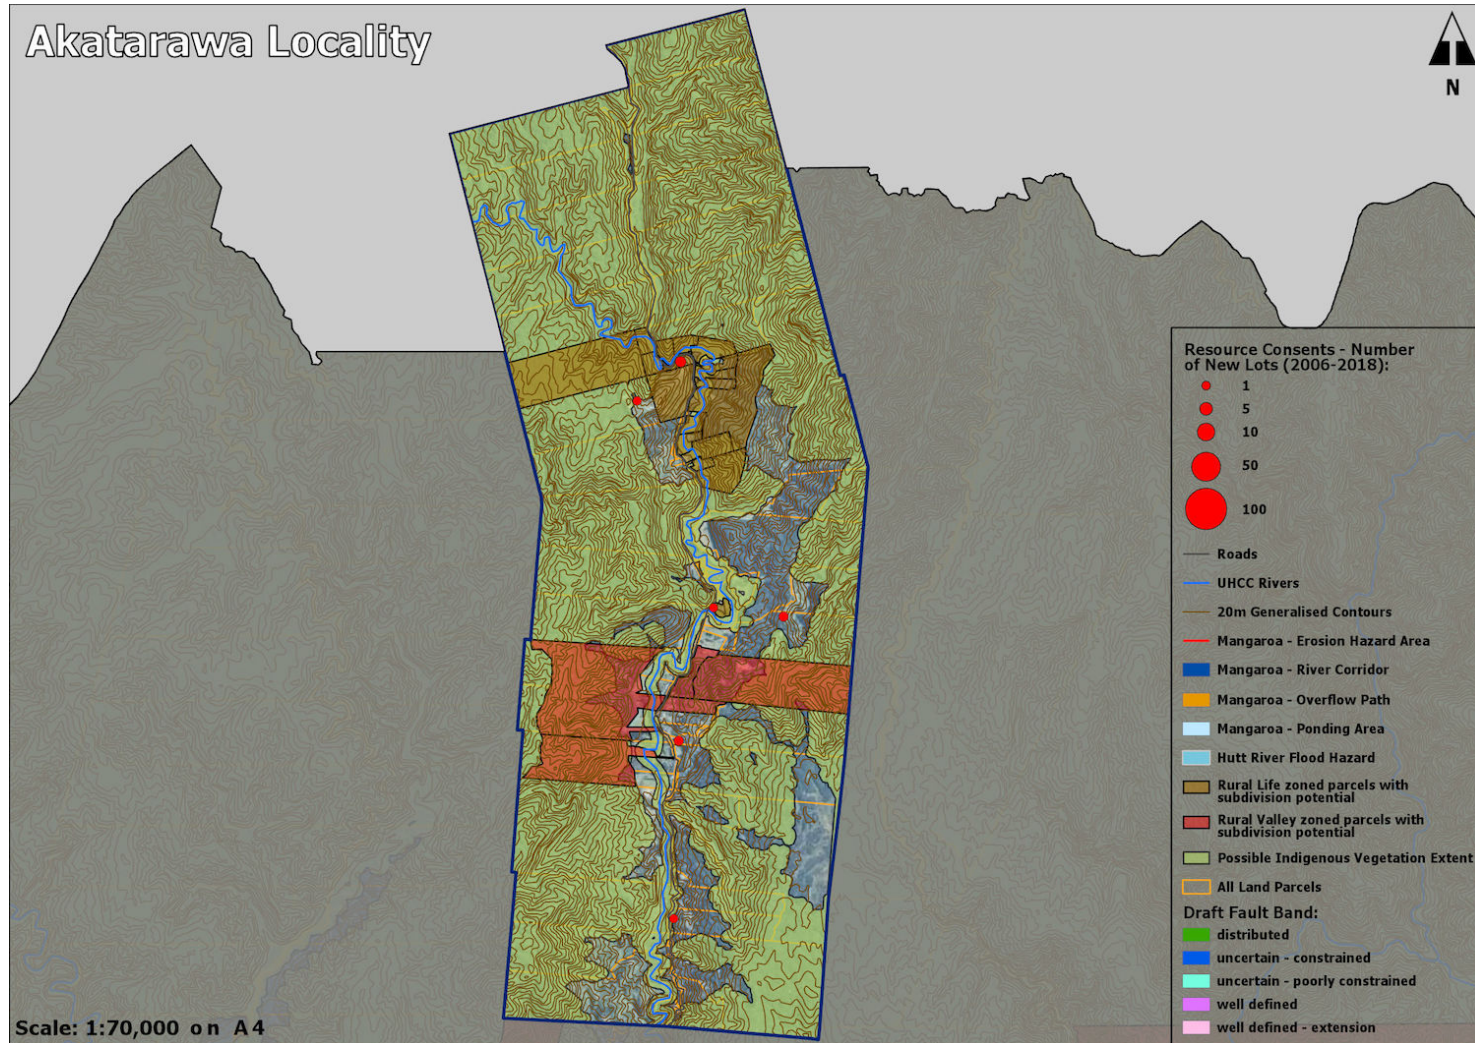 Akatarawa Locality
N
Resource Consents - Number
of New Lots (2006-2018):
1
5
10
50
100
Roads
UHCC Rivers
20m Generalised Contours
Mangaroa - Erosion Hazard Area
Mangaroa - River Corridor
Mangaroa - Overflow Path
Mangaroa - Ponding Area
Hutt River Flood Hazard
Rural Life zoned parcels with
subdivision potential
Rural Valley zoned parcels with
subdivision potential
Possible Indigenous Vegetation Extent
All Land Parcels
Draft Fault Band:
distributed
uncertain - constrained
uncertain - poorly constrained
well defined
well defined - extension
Scale: 1:70,000 on A4